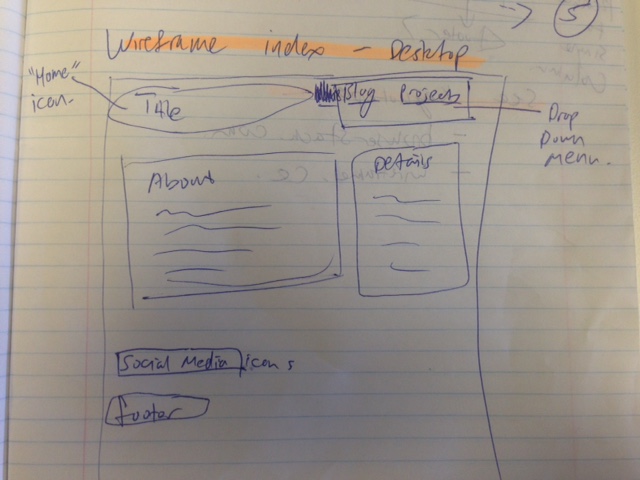 5
Wireframe index - Desktop
"Home"
icon.
Title
Blog Projects
Drop
Down
menu.
About
Details
Social Media icons
footer